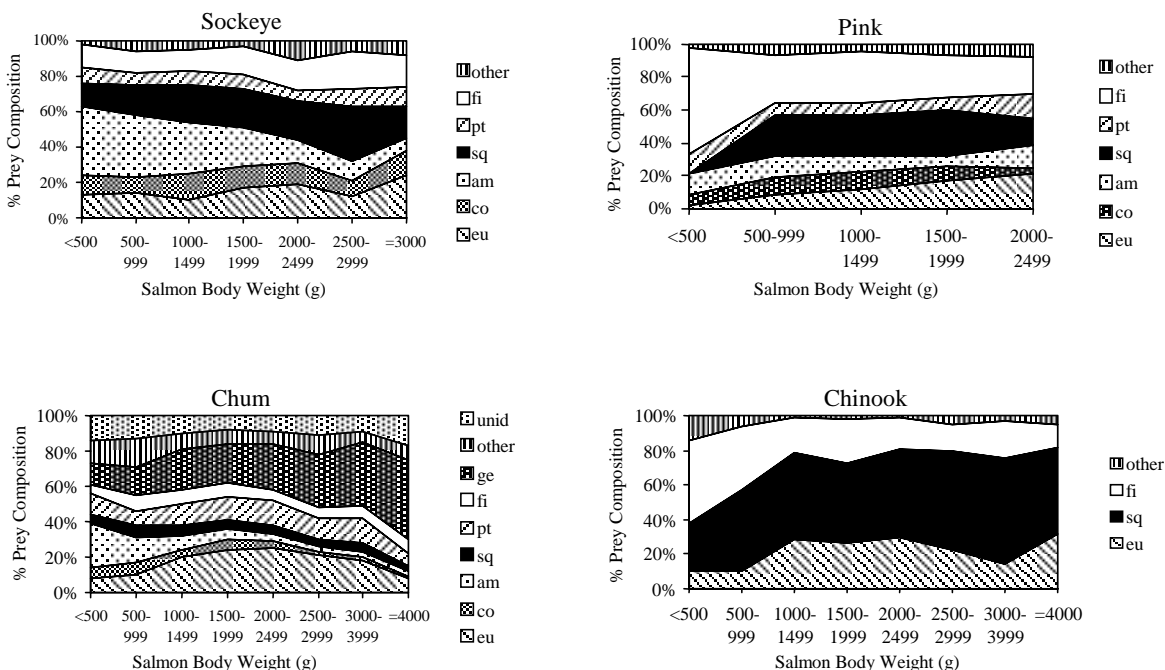 Sockeye
100%
80%
60%
40%
20%
0%
% Prey Composition
<500 500- 1000- 1500- 2000- 2500- =3000
999 1499 1999 2499 2999
Salmon Body Weight (g)
other
fi
pt
sq
am
co
eu
Pink
100%
80%
60%
40%
20%
0%
% Prey Composition
<500 500-999 1000- 1500- 2000-
1499 1999 2499
Salmon Body Weight (g)
other
fi
pt
sq
am
co
eu
Chum
100%
80%
60%
40%
20%
0%
% Prey Composition
<500 500- 1000- 1500- 2000- 2500- 3000- =4000
999 1499 1999 2499 2999 3999
Salmon Body Weight (g)
unid
other
ge
fi
pt
sq
am
co
eu
Chinook
100%
80%
60%
40%
20%
0%
% Prey Composition
<500 500- 1000- 1500- 2000- 2500- 3000- =4000
999 1499 1999 2499 2999 3999
Salmon Body Weight (g)
other
fi
sq
eu